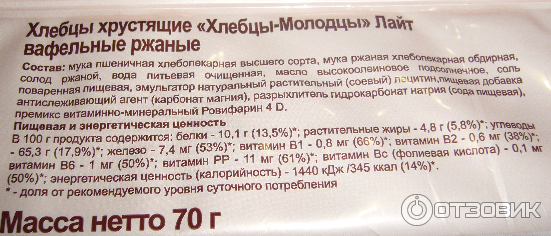 Хлебцы хрустящие «Хлебцы-Молодцы» Лайт
вафельные ржаные
Состав: мука пшеничная хлебопекарная высшего сорта, мука ржаная хлебопекарная обдирная,
солод ржаной, вода питьевая очищенная, масло высокоолеиновое подсолнечное, соль
поваренная пищевая, эмульгатор натуральный растительный (соевый) лецитин,пищевая добавка
антислеживающий агент (карбонат магния), разрыхлитель гидрокарбонат натрия (сода пищевая),
премикс витаминно-минеральный Ровифарин 4 D.
Пищевая и энергетическая ценность
В 100 г продукта содержится: белки - 10,1 г (13,5%)*; растительные жиры - 4,8 г (5,8%)*; углеводы
- 65,3 г (17,9%)*; железо - 7,4 мг (53%)*; витамин В1 - 0,8 мг (66%)*; витамин В2 - 0,6 мг (38%)*;
витамин В6 - 1 мг (50%)*; витамин РР - 11 мг (61%)*; витамин Вс (фолиевая кислота) - 0,1 мг
(50%)*; энергетическая ценность (калорийность) - 1440 кДж /345 ккал (14%)*.
* - доля от рекомендуемого уровня суточного потребления
Масса нетто 70 г
ОТЗОВИК